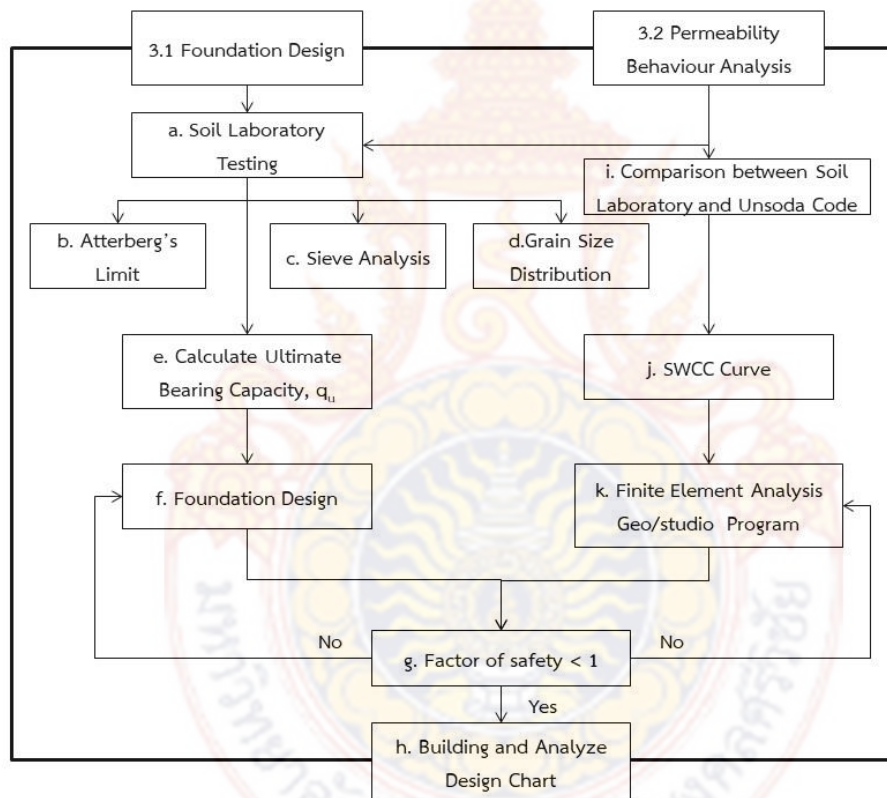 3.1 Foundation Design
3.2 Permeability
Behaviour Analysis
a. Soil Laboratory
Testing
i. Comparison between Soil
Laboratory and Unsoda Code
b. Atterberg's
Limit
c. Sieve Analysis
d.Grain Size
Distribution
e. Calculate Ultimate
Bearing Capacity, qu
j. SWCC Curve
f. Foundation Design
k. Finite Element Analysis
Geo/studio Program
No
g. Factor of safety < 1
No
Yes
h. Building and Analyze
Design Chart